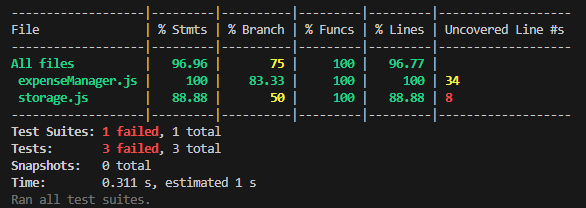 --------------------|---------|----------|---------|---------|-------------------
File                | % Stmts | % Branch | % Funcs | % Lines | Uncovered Line #s
--------------------|---------|----------|---------|---------|-------------------
All files           |   96.96 |       75 |     100 |   96.77 |
 expenseManager.js  |     100 |    83.33 |     100 |     100 | 34
 storage.js         |   88.88 |       50 |     100 |   88.88 | 8
--------------------|---------|----------|---------|---------|-------------------
Test Suites: 1 failed, 1 total
Tests:       3 failed, 3 total
Snapshots:   0 total
Time:        0.311 s, estimated 1 s
Ran all test suites.